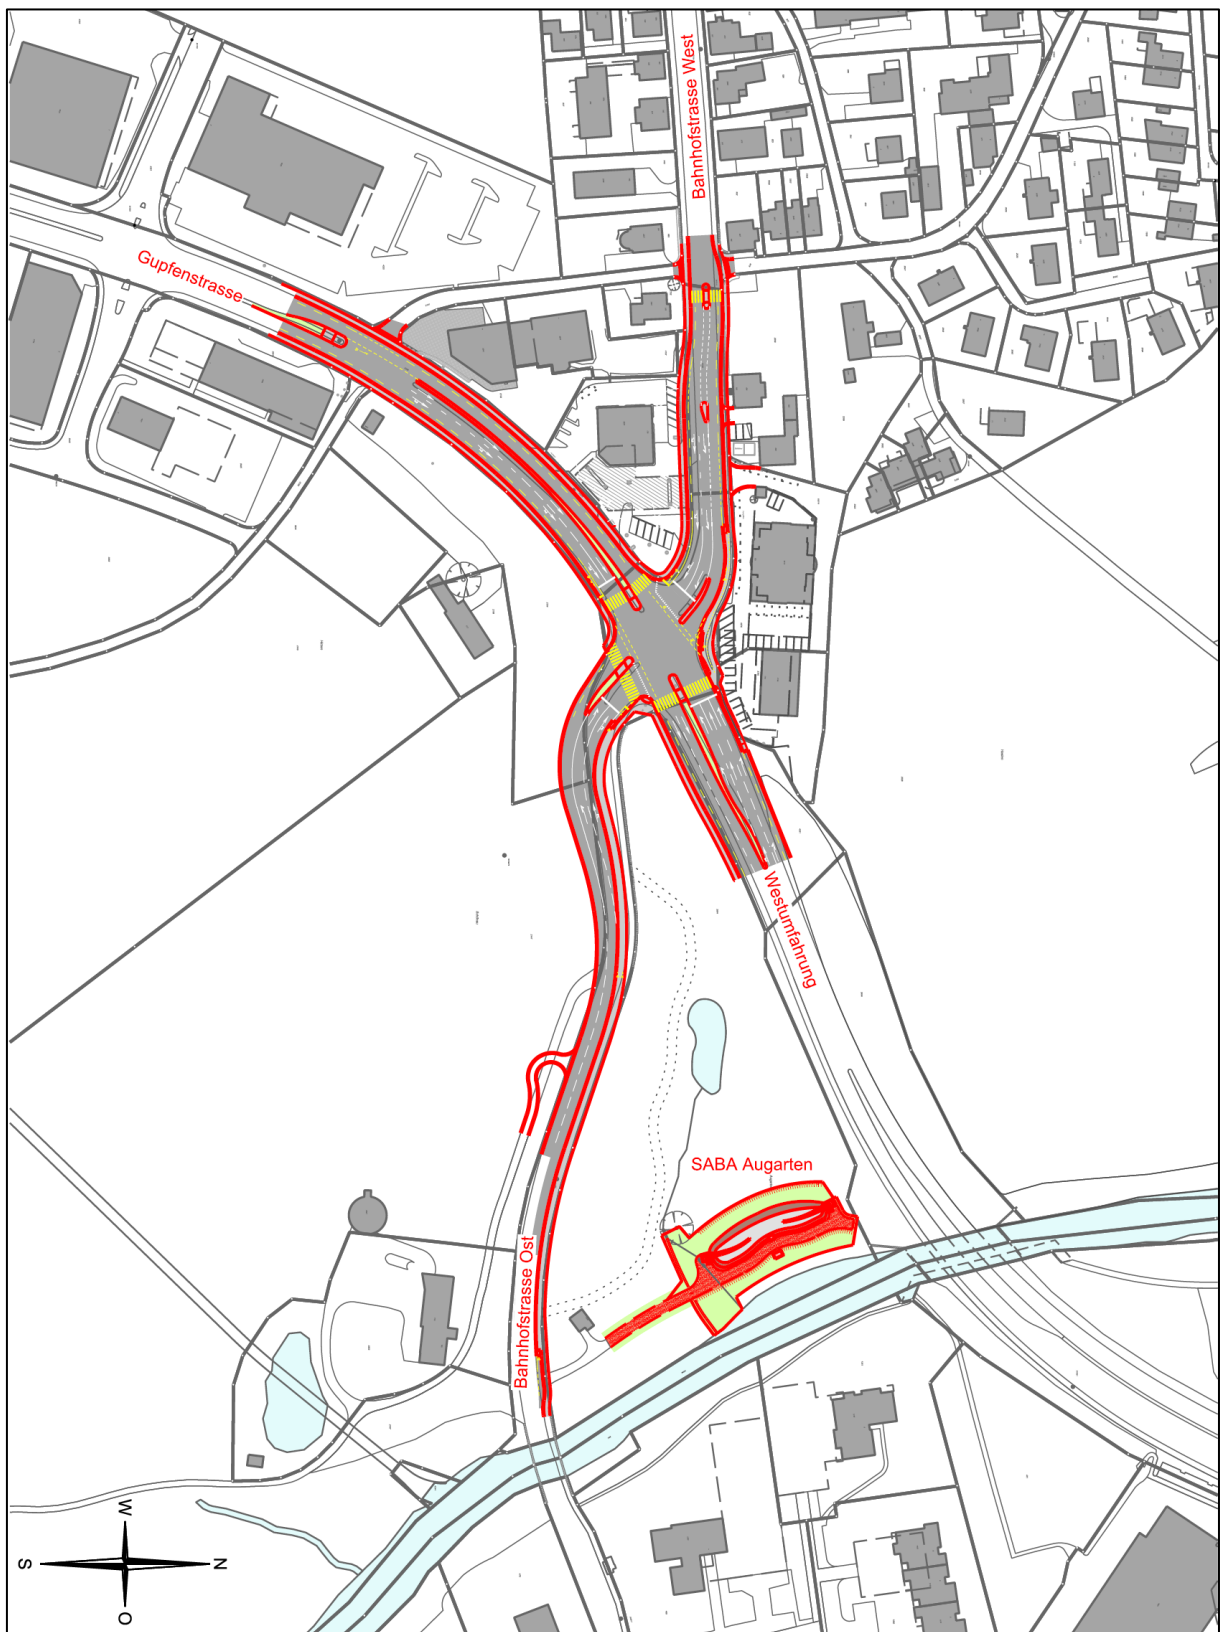 Bahnhofstrasse West
Gupfenstrasse
Westumfahrung
SABA Augarten
Bahnhofstrasse Ost
W
S
N
O